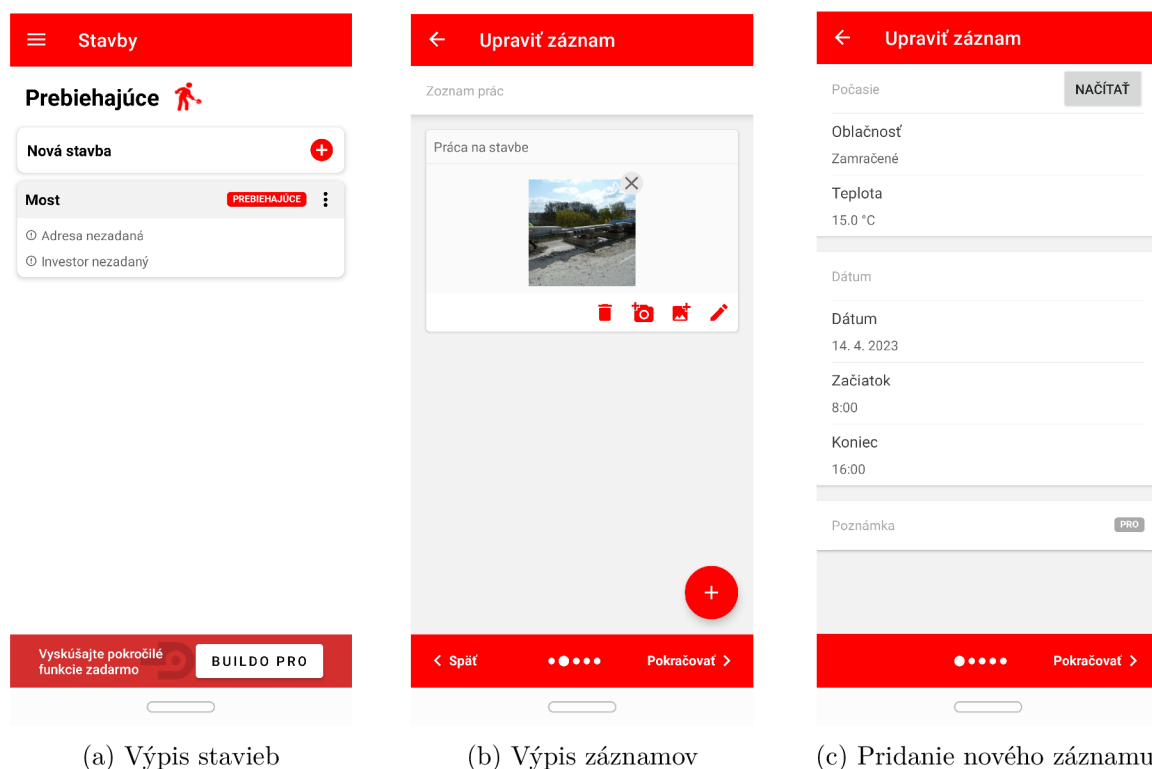 Stavby
Prebiehajúce
Nová stavba
Most
PREBIEHAJÚCE
Adresa nezadaná
Investor nezadaný
Vyskúšajte pokročilé
funkcie zadarmo
BUILDO PRO
(a) Výpis stavieb
Upraviť záznam
Zoznam prác
Práca na stavbe
Späť
Pokračovať
(b) Výpis záznamov
Upraviť záznam
Počasie
NAČÍTAŤ
Oblačnosť
Zamračené
Teplota
15.0 °C
Dátum
Dátum
14. 4. 2023
Začiatok
8:00
Koniec
16:00
Poznámka
PRO
Pokračovať
(c) Pridanie nového záznamu